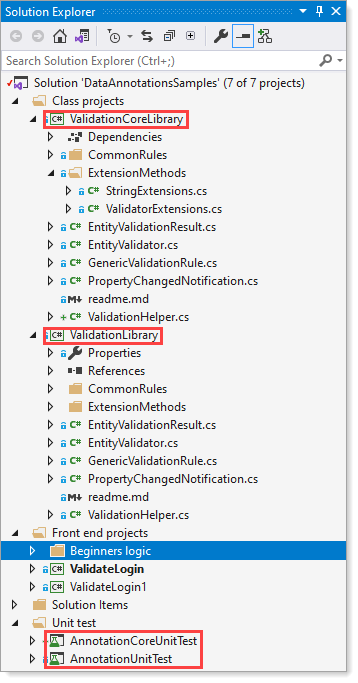 Solution Explorer
Search Solution Explorer (Ctrl+;)
Solution 'DataAnnotationsSamples' (7 of 7 projects)
Class projects
C# ValidationCoreLibrary
Dependencies
CommonRules
ExtensionMethods
C# StringExtensions.cs
C# ValidatorExtensions.cs
C# EntityValidationResult.cs
C# EntityValidator.cs
C# GenericValidationRule.cs
C# PropertyChangedNotification.cs
M↓ readme.md
C# ValidationHelper.cs
C# ValidationLibrary
Properties
References
CommonRules
ExtensionMethods
C# EntityValidationResult.cs
C# EntityValidator.cs
C# GenericValidationRule.cs
C# PropertyChangedNotification.cs
M↓ readme.md
C# ValidationHelper.cs
Front end projects
Beginners logic
C# ValidateLogin
C# ValidateLogin1
Solution Items
Unit test
AnnotationCoreUnitTest
AnnotationUnitTest